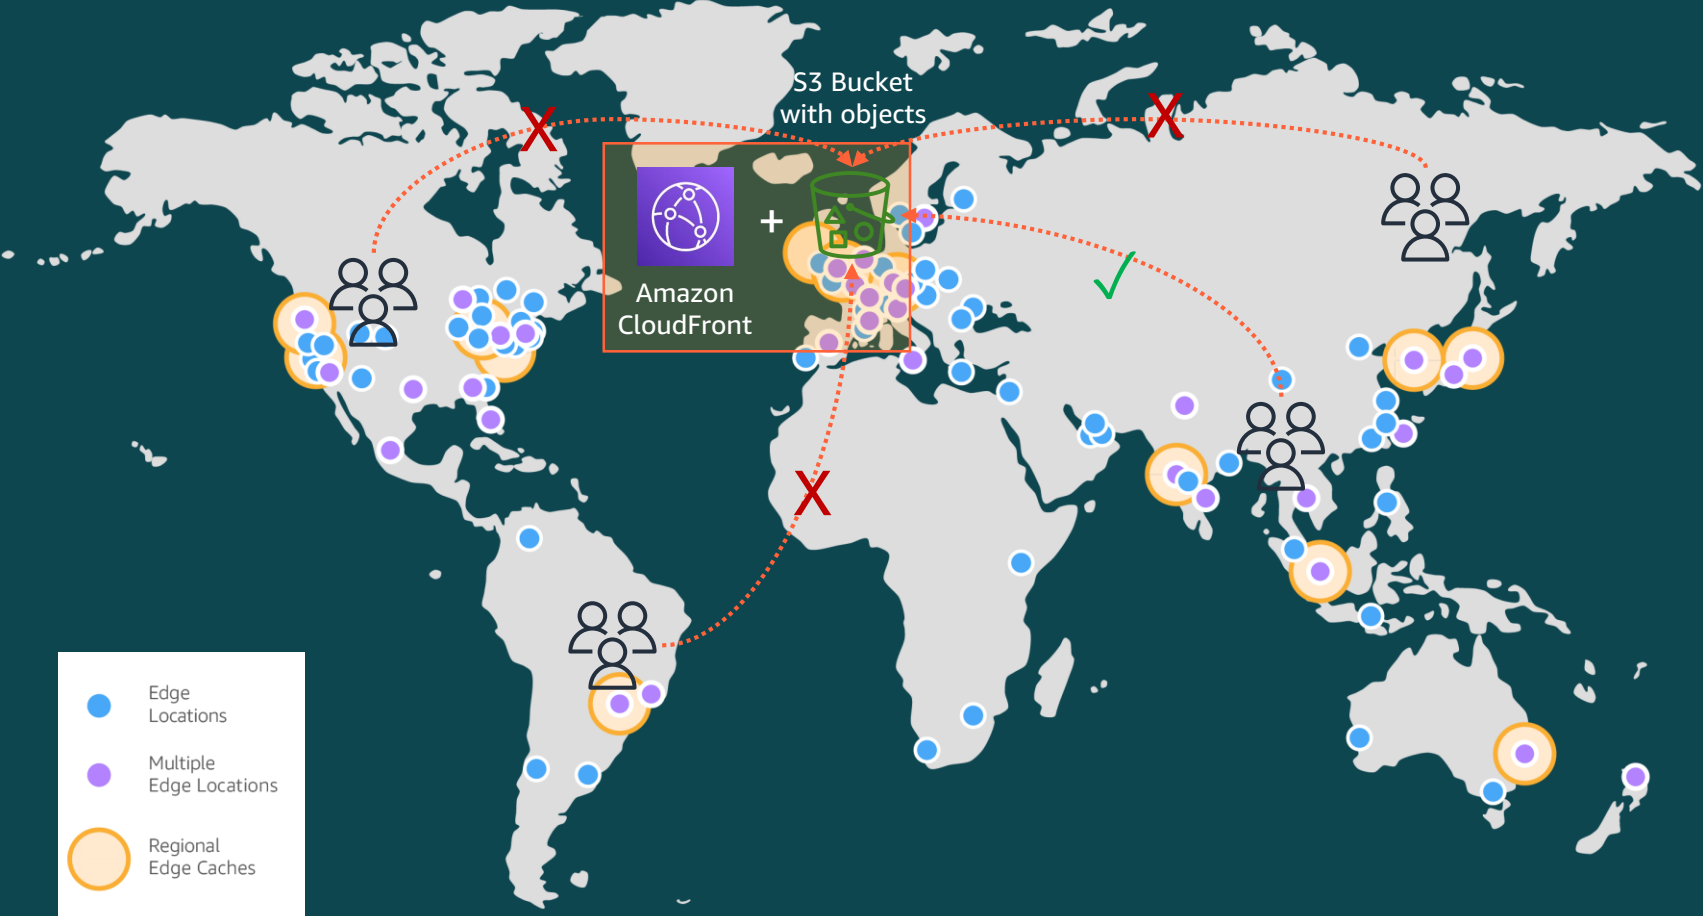 S3 Bucket
with objects
X
X
+
Amazon
CloudFront
X
Edge
Locations
Multiple
Edge Locations
Regional
Edge Caches